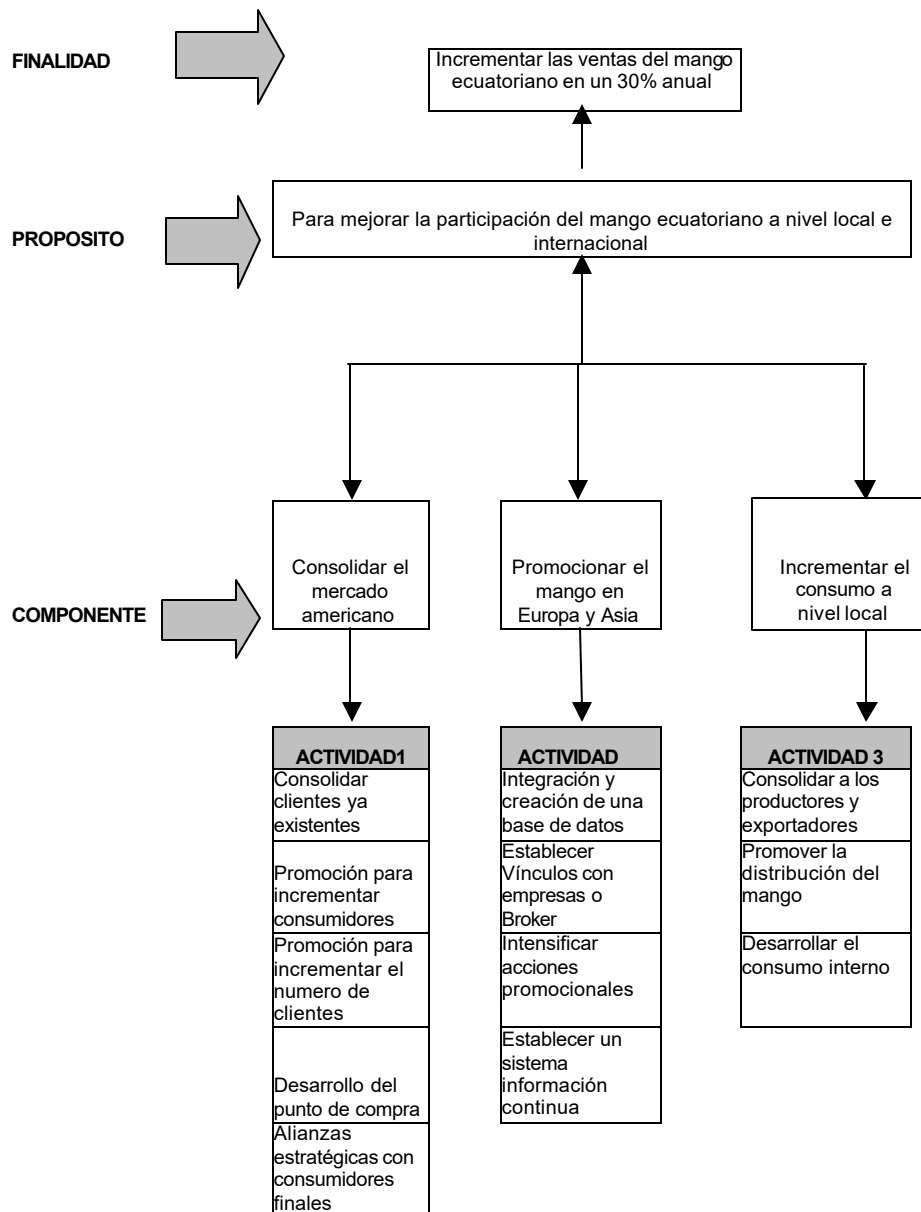 FINALIDAD
Incrementar las ventas del mango
ecuatoriano en un 30% anual
PROPOSITO
Para mejorar la participación del mango ecuatoriano a nivel local e
internacional
COMPONENTE
Consolidar el
mercado
americano
Promocionar el
mango en
Europa y Asia
Incrementar el
consumo a
nivel local
ACTIVIDAD1
Consolidar
clientes ya
existentes
Promoción para
incrementar
consumidores
Promoción para
incrementar el
numero de
clientes
Desarrollo del
punto de compra
Alianzas
estratégicas con
consumidores
finales
ACTIVIDAD
Integración y
creación de una
base de datos
Establecer
Vínculos con
empresas o
Broker
Intensificar
acciones
promocionales
Establecer un
sistema
información
continua
ACTIVIDAD 3
Consolidar a los
productores y
exportadores
Promover la
distribución del
mango
Desarrollar el
consumo interno